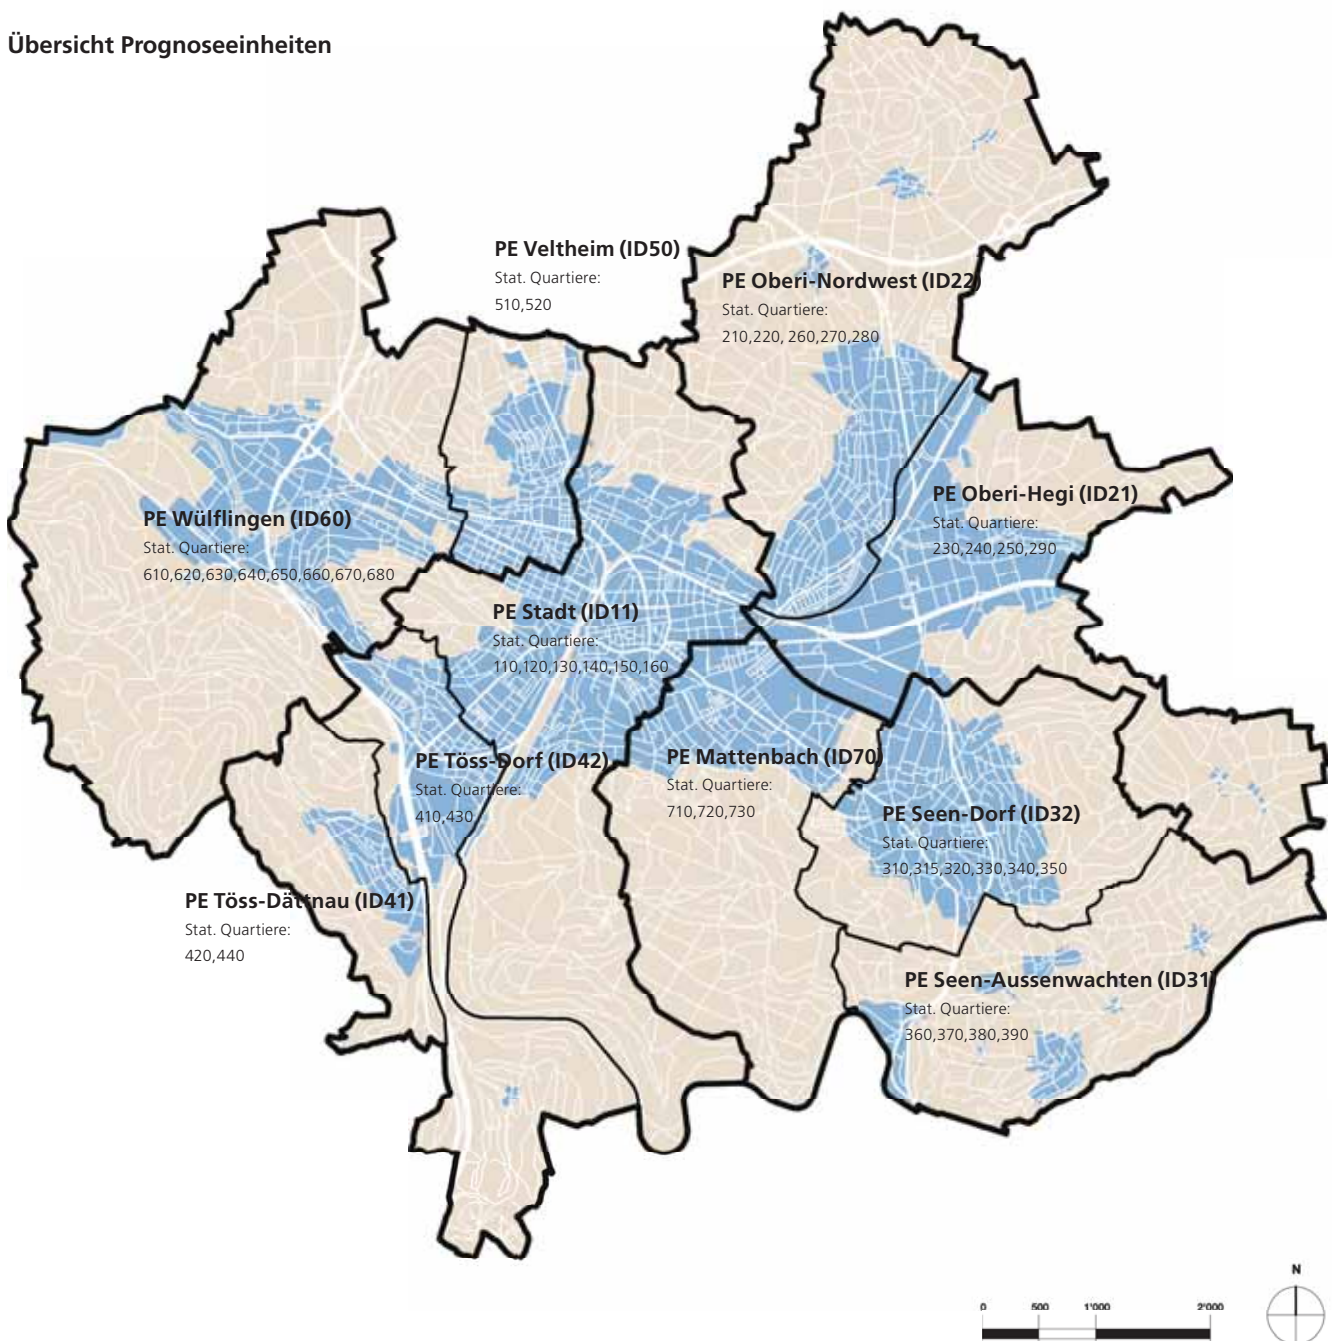 Übersicht Prognoseeinheiten
PE Veltheim (ID50)
Stat. Quartiere:
510,520
PE Oberi-Nordwest (ID22)
Stat. Quartiere:
210,220, 260,270,280
PE Oberi-Hegi (ID21)
Stat. Quartiere:
230,240,250,290
PE Wülflingen (ID60)
Stat. Quartiere:
610,620,630,640,650,660,670,680
PE Stadt (ID11)
Stat. Quartiere:
110,120,130,140,150,160
PE Töss-Dorf (ID42)
Stat. Quartiere:
410,430
PE Mattenbach (ID70)
Stat. Quartiere:
710,720,730
PE Seen-Dorf (ID32)
Stat. Quartiere:
310,315,320,330,340,350
PE Töss-Dättnau (ID41)
Stat. Quartiere:
420,440
PE Seen-Aussenwachten (ID31)
Stat. Quartiere:
360,370,380,390
N
0 500 1'000 2'000